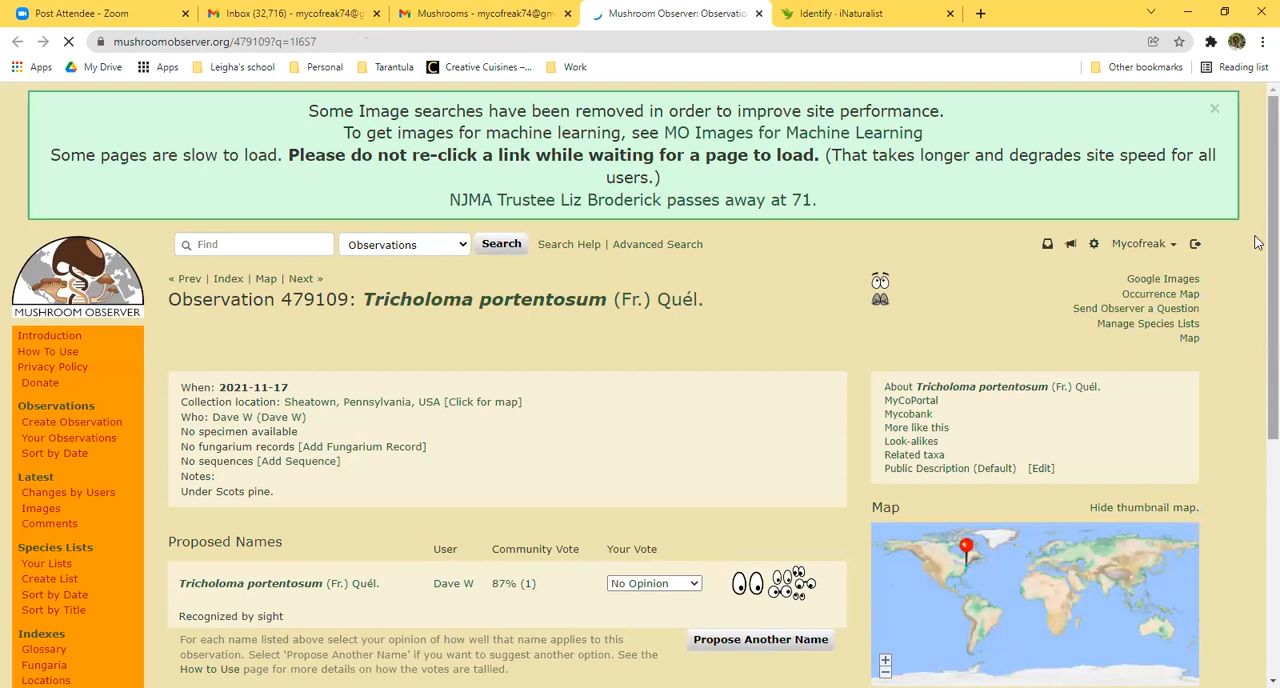 Post Attendee - Zoom
Inbox (32,716) - mycofreak74@g
Mushrooms - mycofreak74@gm
Mushroom Observer: Observatio
Identify · iNaturalist
mushroomobserver.org/479109?q=1I6S7
Apps
My Drive
Apps
Leigha's school
Personal
Tarantula
Creative Cuisines –...
Work
Other bookmarks
Reading list
Some Image searches have been removed in order to improve site performance.
To get images for machine learning, see MO Images for Machine Learning
Some pages are slow to load. Please do not re-click a link while waiting for a page to load. (That takes longer and degrades site speed for all
users.)
NJMA Trustee Liz Broderick passes away at 71.
×
MUSHROOM OBSERVER
Find
Observations
Search
Search Help | Advanced Search
Mycofreak
« Prev | Index | Map | Next »
Observation 479109: Tricholoma portentosum (Fr.) Quél.
Google Images
Occurrence Map
Send Observer a Question
Manage Species Lists
Map
Introduction
How To Use
Privacy Policy
Donate
Observations
Create Observation
Your Observations
Sort by Date
Latest
Changes by Users
Images
Comments
Species Lists
Your Lists
Create List
Sort by Date
Sort by Title
Indexes
Glossary
Fungaria
Locations
When: 2021-11-17
Collection location: Sheatown, Pennsylvania, USA [Click for map]
Who: Dave W (Dave W)
No specimen available
No fungarium records [Add Fungarium Record]
No sequences [Add Sequence]
Notes:
Under Scots pine.
About Tricholoma portentosum (Fr.) Quél.
MyCoPortal
Mycobank
More like this
Look-alikes
Related taxa
Public Description (Default) [Edit]
Map
Hide thumbnail map.
+
−
Proposed Names
User
Community Vote
Your Vote
Tricholoma portentosum (Fr.) Quél.
Dave W
87% (1)
No Opinion
Recognized by sight
For each name listed above select your opinion of how well that name applies to this
observation. Select ‘Propose Another Name’ if you want to suggest another option. See the
How to Use page for more details on how the votes are tallied.
Propose Another Name